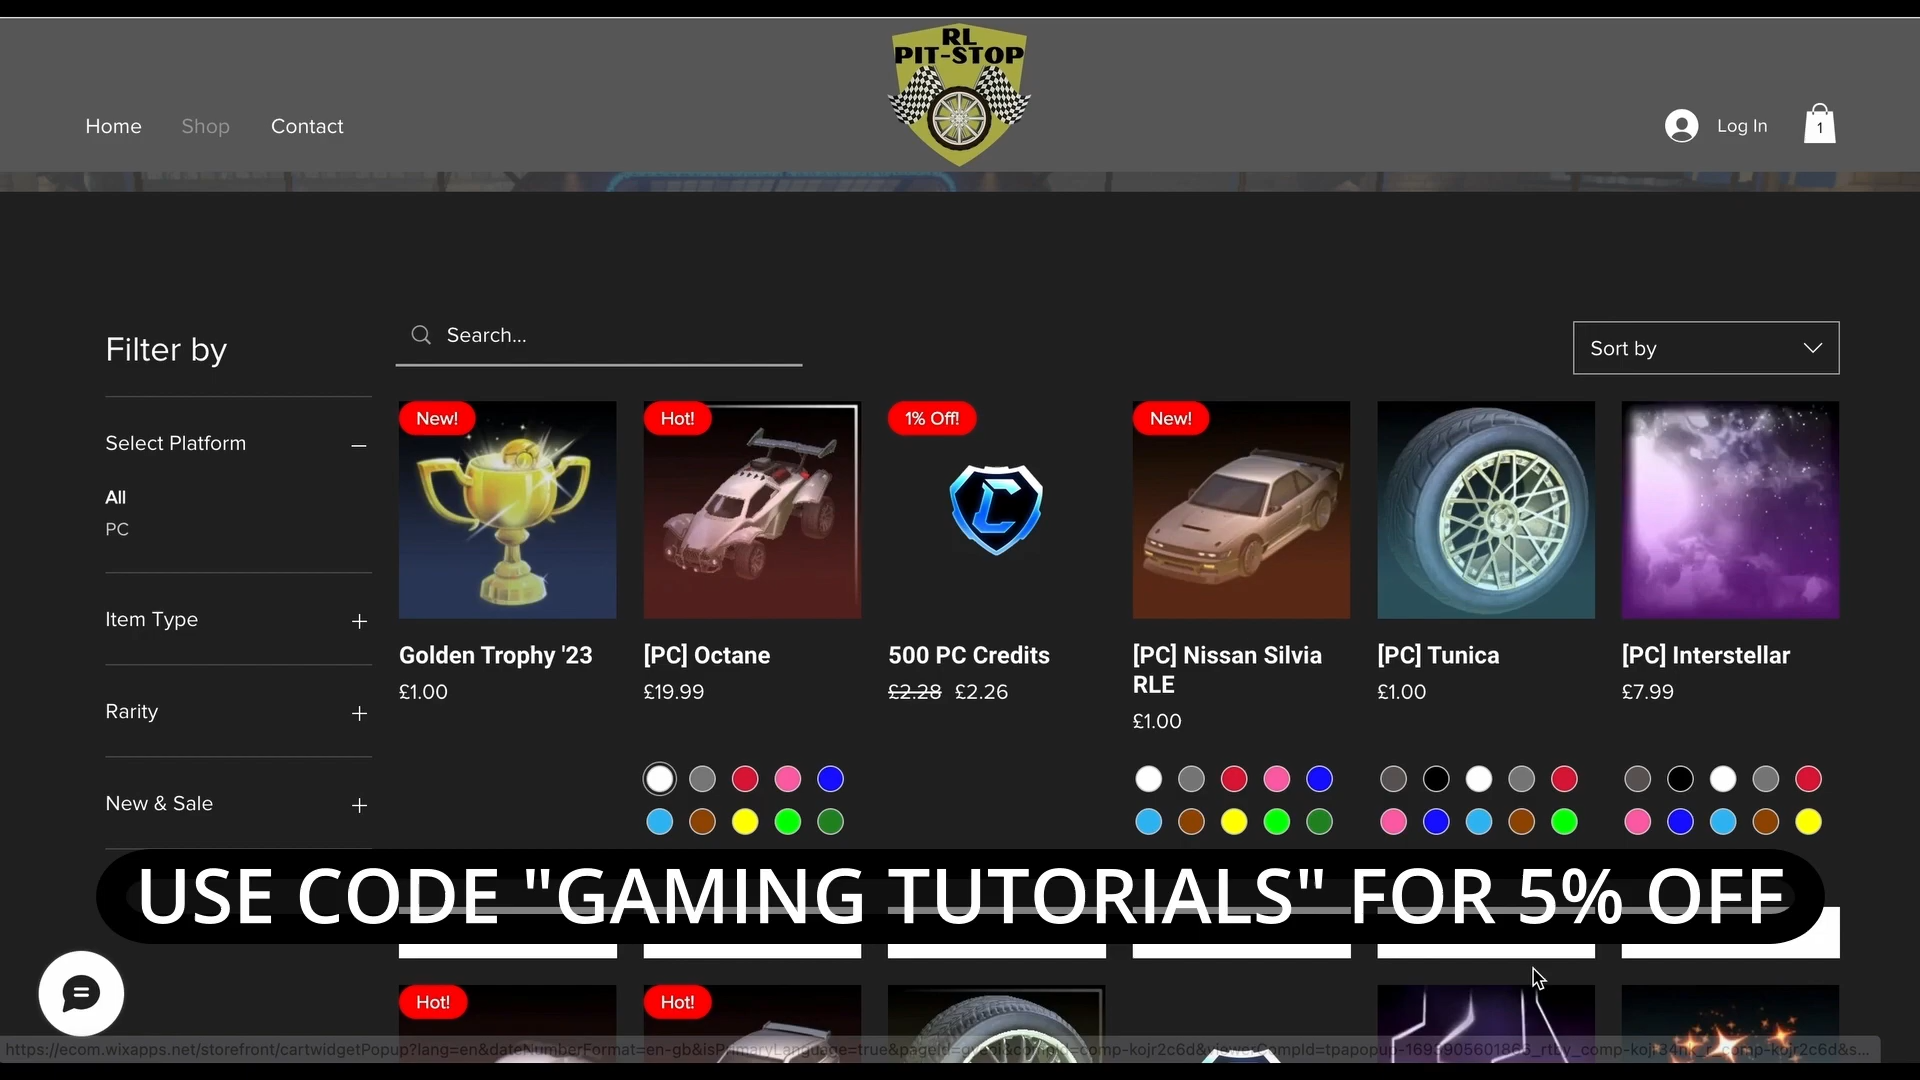 RL
PIT-STOP
Home
Shop
Contact
Log In
1
Filter by
Search...
Sort by
Select Platform
All
PC
Item Type
Rarity
New & Sale
New!
Hot!
1% Off!
New!
Golden Trophy '23
£1.00
[PC] Octane
£19.99
500 PC Credits
£2.28 £2.26
[PC] Nissan Silvia
RLE
£1.00
[PC] Tunica
£1.00
[PC] Interstellar
£7.99
USE CODE "GAMING TUTORIALS" FOR 5% OFF
Hot!
Hot!